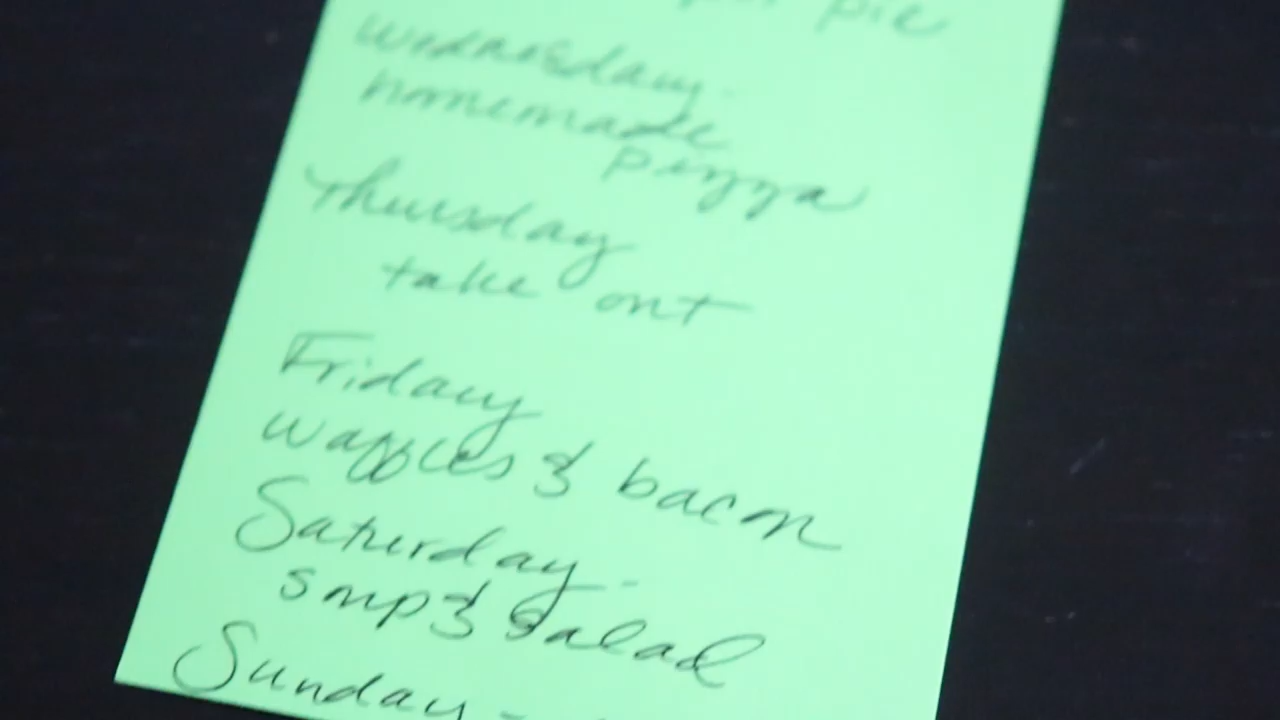 pie
Wednesday -
homemade
pizza
Thursday
take out
Friday
waffles & bacon
Saturday -
soup & salad
Sunday -